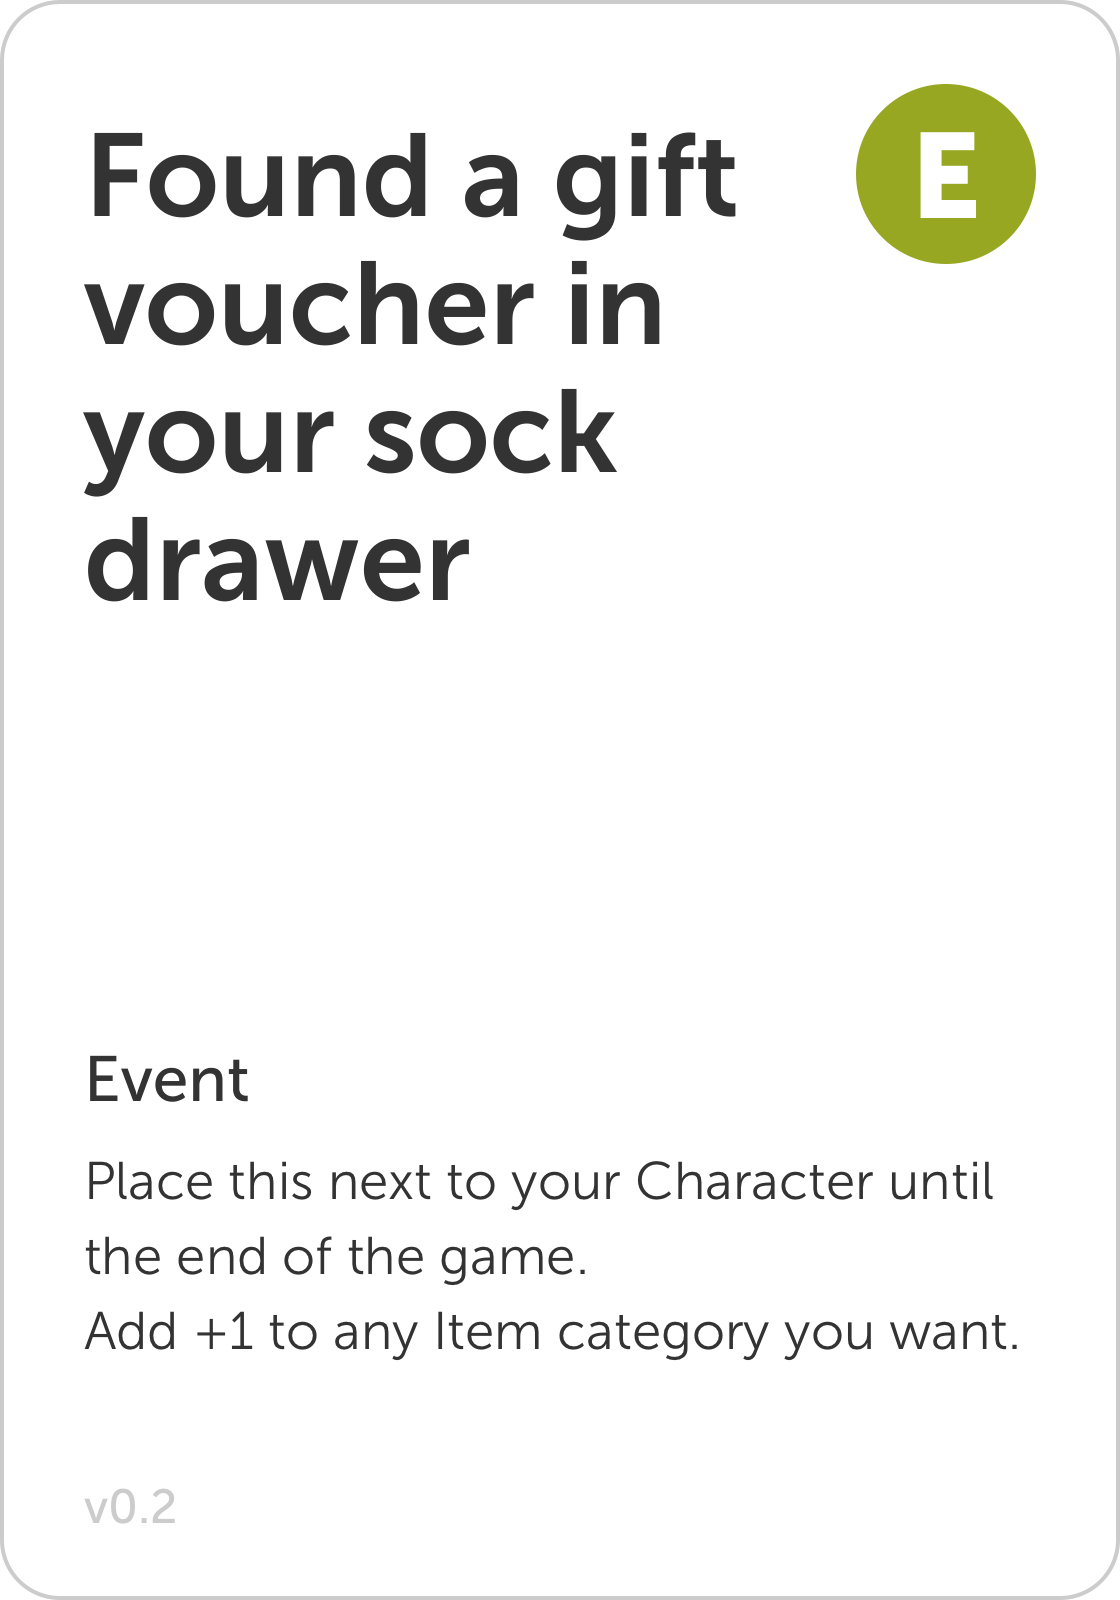 Found a gift
voucher in
your sock
drawer
E
Event
Place this next to your Character until
the end of the game.
Add +1 to any Item category you want.
v0.2